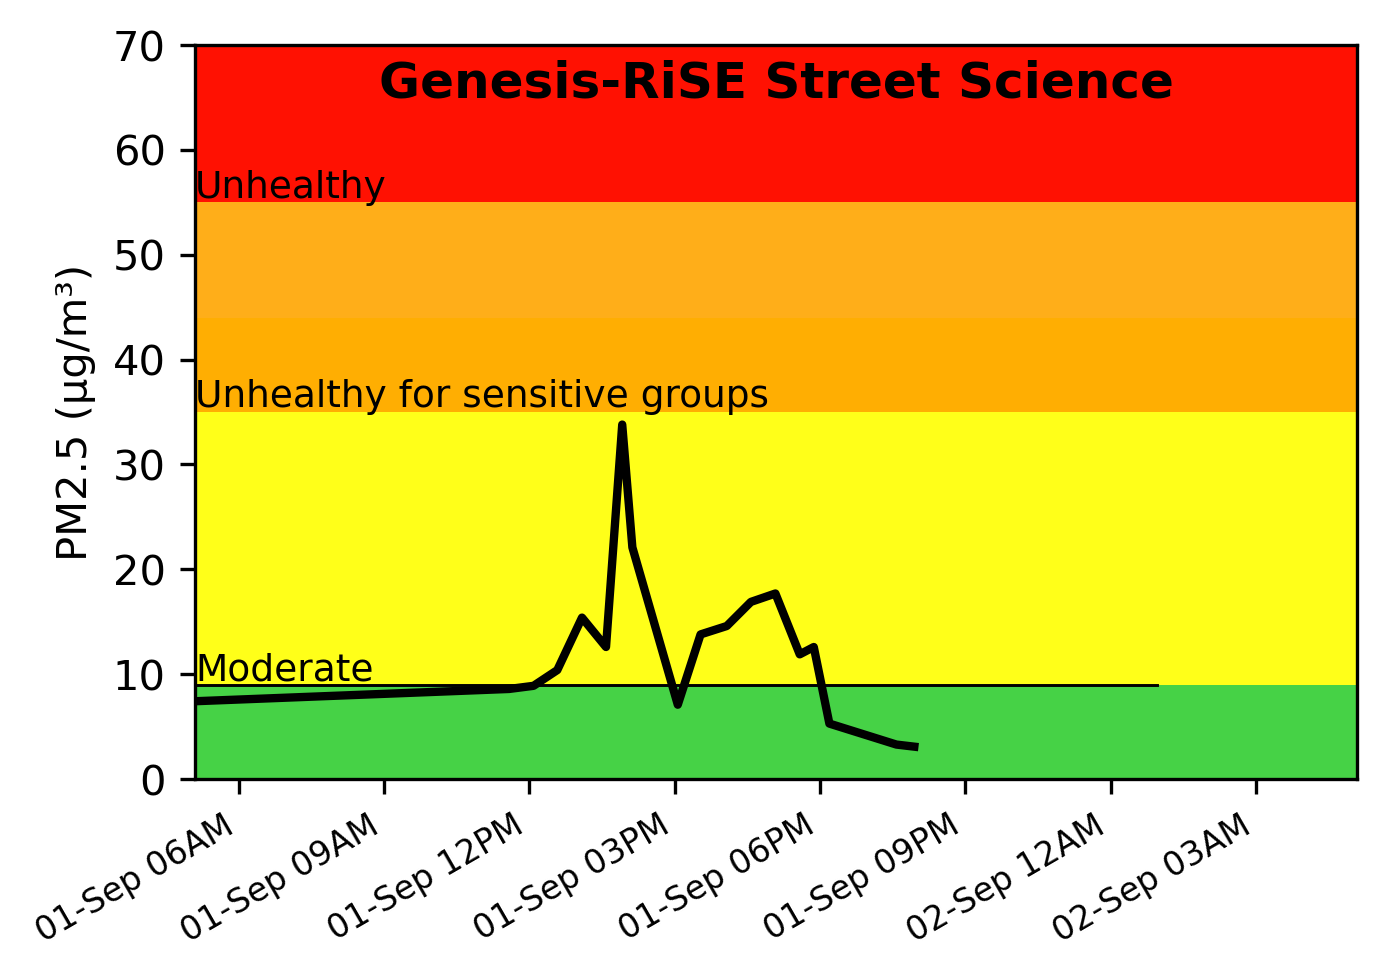 Genesis-RiSE Street Science
70
60
Unhealthy
50
40
Unhealthy for sensitive groups
30
20
Moderate
10
0
PM2.5 (µg/m³)
01-Sep 06AM
01-Sep 09AM
01-Sep 12PM
01-Sep 03PM
01-Sep 06PM
01-Sep 09PM
02-Sep 12AM
02-Sep 03AM